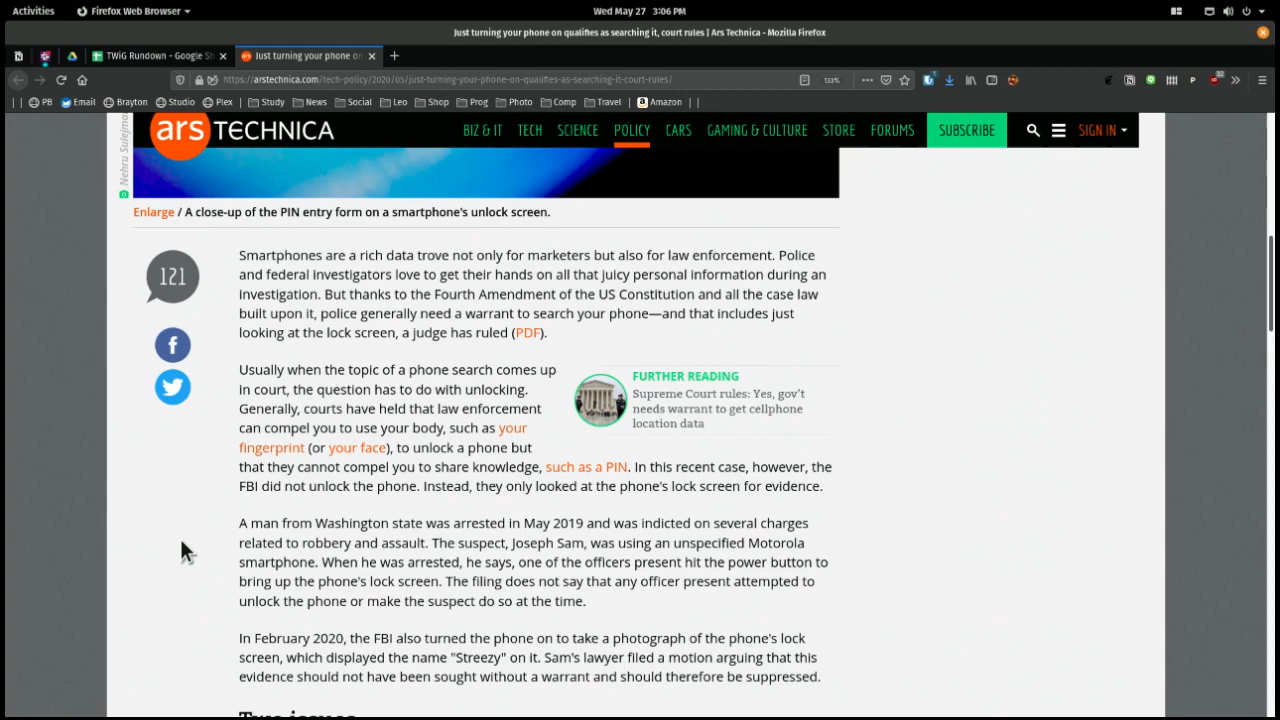 Activities Firefox Web Browser Wed May 27 3:06 PM
Just turning your phone on qualifies as searching it, court rules | Ars Technica - Mozilla Firefox
TWiG Rundown - Google Sh Just turning your phone on
https://arstechnica.com/tech-policy/2020/05/just-turning-your-phone-on-qualifies-as-searching-it-court-rules/ 133%
PB Email Brayton Studio Plex Study News Social Leo Shop Prog Photo Comp Travel Amazon
ars TECHNICA BIZ & IT TECH SCIENCE POLICY CARS GAMING & CULTURE STORE FORUMS SUBSCRIBE SIGN IN
Enlarge / A close-up of the PIN entry form on a smartphone's unlock screen.
121
Smartphones are a rich data trove not only for marketers but also for law enforcement. Police
and federal investigators love to get their hands on all that juicy personal information during an
investigation. But thanks to the Fourth Amendment of the US Constitution and all the case law
built upon it, police generally need a warrant to search your phone—and that includes just
looking at the lock screen, a judge has ruled (PDF).
Usually when the topic of a phone search comes up
in court, the question has to do with unlocking.
Generally, courts have held that law enforcement
can compel you to use your body, such as your
fingerprint (or your face), to unlock a phone but
that they cannot compel you to share knowledge, such as a PIN. In this recent case, however, the
FBI did not unlock the phone. Instead, they only looked at the phone's lock screen for evidence.
FURTHER READING
Supreme Court rules: Yes, gov't
needs warrant to get cellphone
location data
A man from Washington state was arrested in May 2019 and was indicted on several charges
related to robbery and assault. The suspect, Joseph Sam, was using an unspecified Motorola
smartphone. When he was arrested, he says, one of the officers present hit the power button to
bring up the phone's lock screen. The filing does not say that any officer present attempted to
unlock the phone or make the suspect do so at the time.
In February 2020, the FBI also turned the phone on to take a photograph of the phone's lock
screen, which displayed the name "Streezy" on it. Sam's lawyer filed a motion arguing that this
evidence should not have been sought without a warrant and should therefore be suppressed.
Two issues